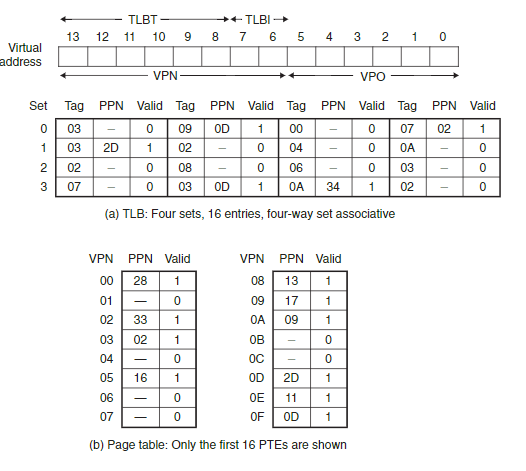 TLBT TLBI
13 12 11 10 9 8 7 6 5 4 3 2 1 0
Virtual
address
VPN VPO
Set Tag PPN Valid Tag PPN Valid Tag PPN Valid Tag PPN Valid
0 03 – 0 09 0D 1 00 – 0 07 02 1
1 03 2D 1 02 – 0 04 – 0 0A – 0
2 02 – 0 08 – 0 06 – 0 03 – 0
3 07 – 0 03 0D 1 0A 34 1 02 – 0
(a) TLB: Four sets, 16 entries, four-way set associative
VPN PPN Valid VPN PPN Valid
00 28 1 08 13 1
01 — 0 09 17 1
02 33 1 0A 09 1
03 02 1 0B – 0
04 — 0 0C – 0
05 16 1 0D 2D 1
06 — 0 0E 11 1
07 — 0 0F 0D 1
(b) Page table: Only the first 16 PTEs are shown